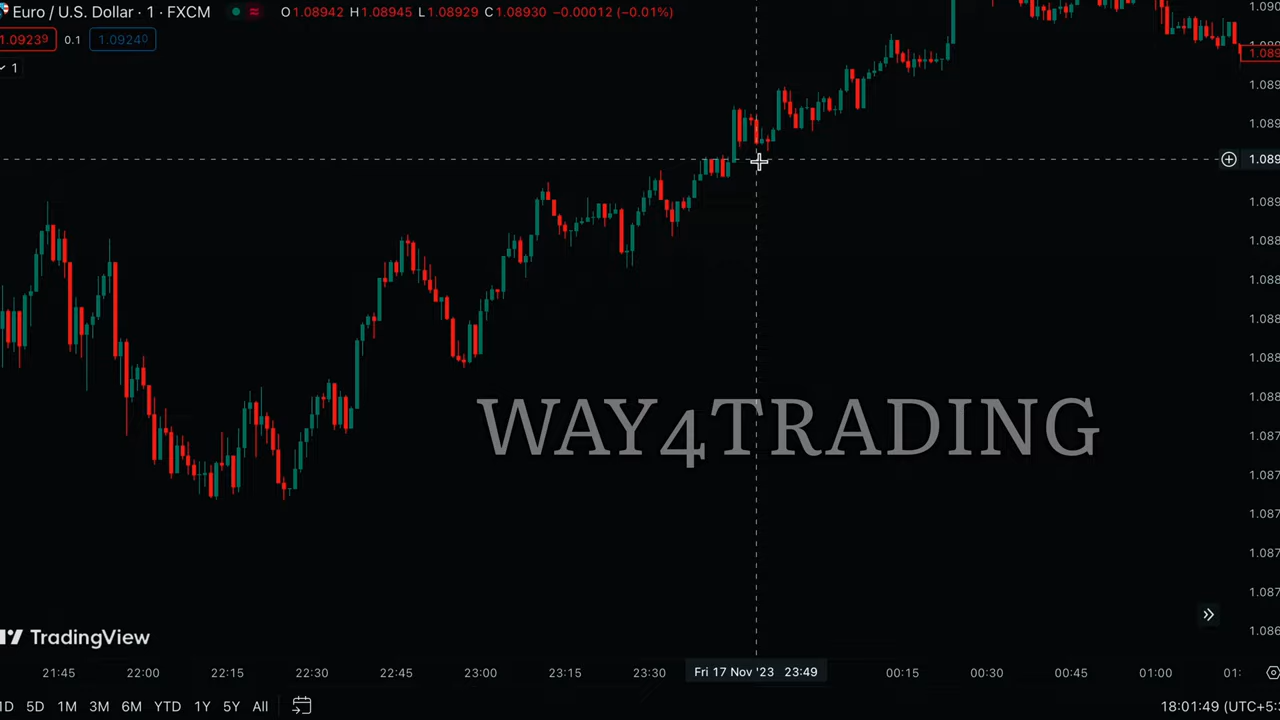 Euro / U.S. Dollar · 1 · FXCM O1.08942 H1.08945 L1.08929 C1.08930 −0.00012 (−0.01%)
1.09239 0.1 1.09240
1
WAY4TRADING
TradingView
21:45 22:00 22:15 22:30 22:45 23:00 23:15 23:30 Fri 17 Nov '23 23:49 00:15 00:30 00:45 01:00
1D 5D 1M 3M 6M YTD 1Y 5Y All 18:01:49 (UTC+5: